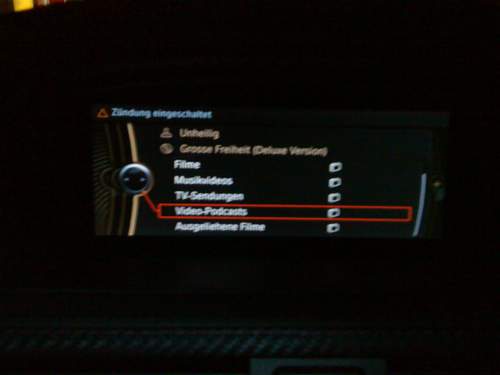 Zündung eingeschaltet
Unheilig
Grosse Freiheit (Deluxe Version)
Filme
Musikvideos
TV-Sendungen
Video-Podcasts
Ausgeliehene Filme